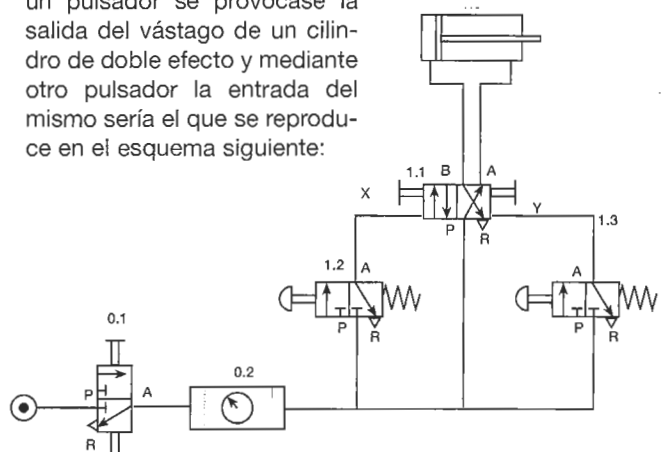 un pulsador se provocase la
salida del vástago de un cilin-
dro de doble efecto y mediante
otro pulsador la entrada del
mismo sería el que se reprodu-
ce en el esquema siguiente:
1.1 B A
X
Y
P R
1.3
1.2 A
P R
A
P R
0.1
P A
R
0.2